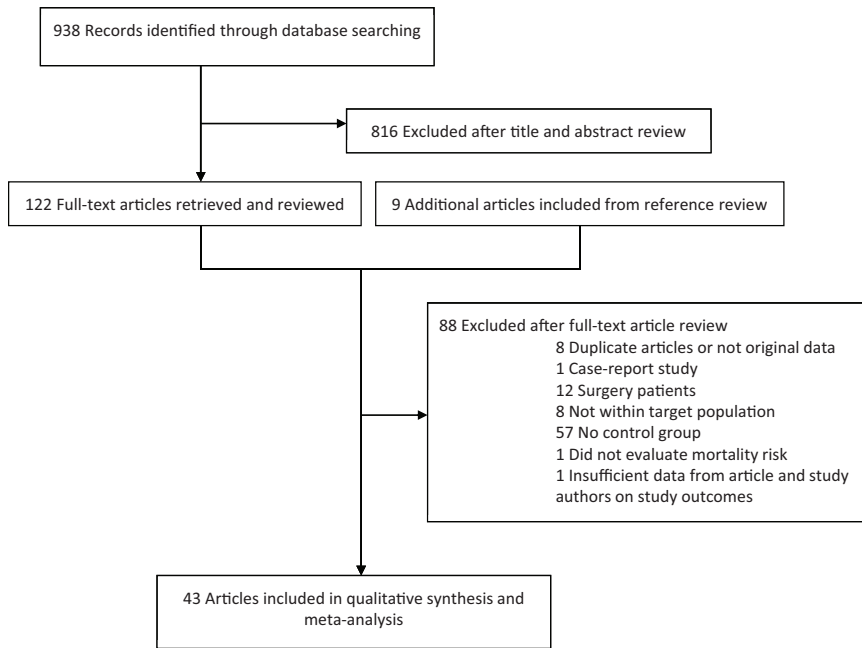 938 Records identified through database searching
816 Excluded after title and abstract review
122 Full-text articles retrieved and reviewed
9 Additional articles included from reference review
88 Excluded after full-text article review
8 Duplicate articles or not original data
1 Case-report study
12 Surgery patients
8 Not within target population
57 No control group
1 Did not evaluate mortality risk
1 Insufficient data from article and study
authors on study outcomes
43 Articles included in qualitative synthesis and
meta-analysis